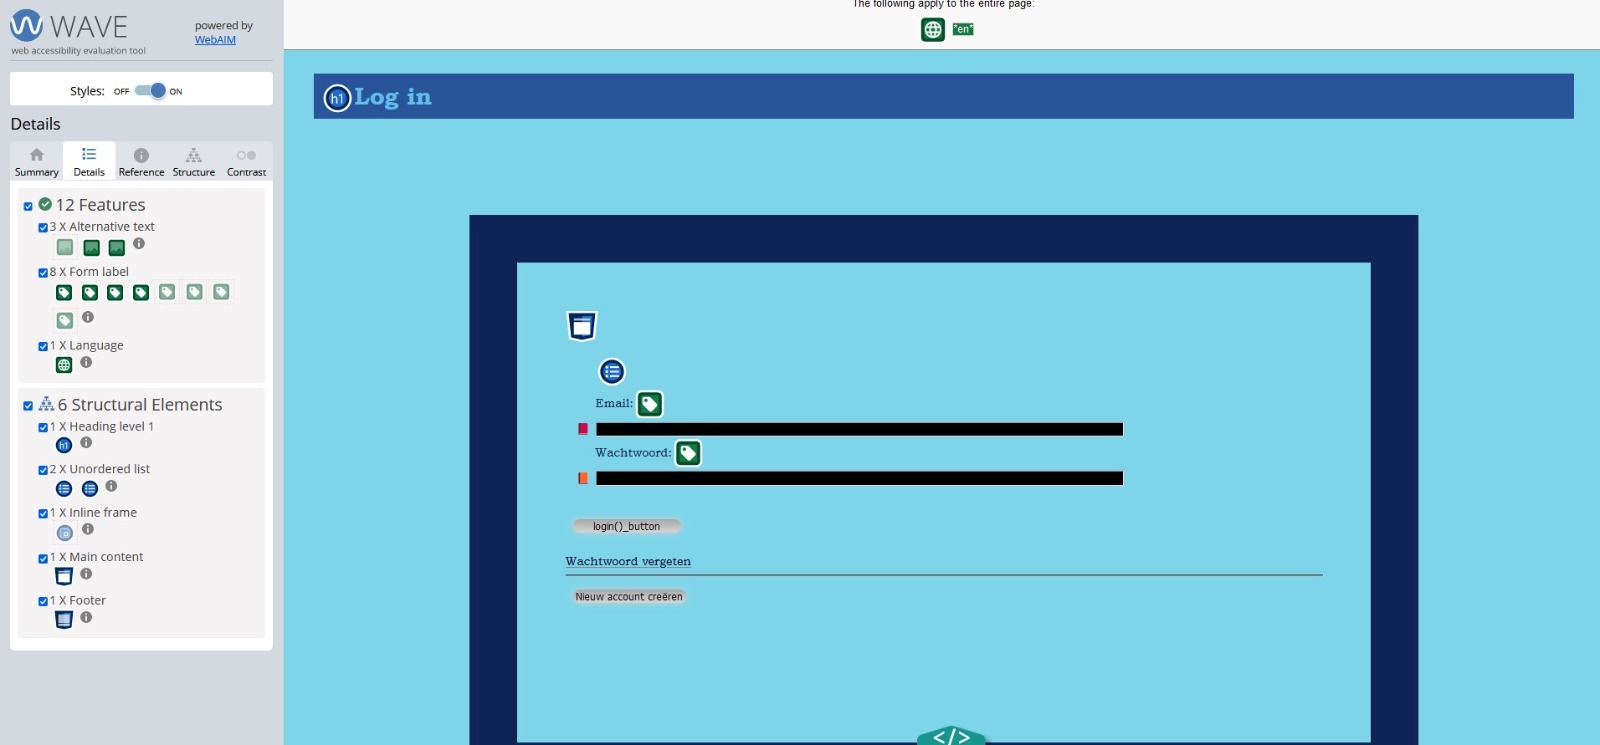 WAVE
powered by
WebAIM
web accessibility evaluation tool
Styles: OFF ON
Details
Summary Details Reference Structure Contrast
12 Features
3 X Alternative text
8 X Form label
1 X Language
6 Structural Elements
1 X Heading level 1
2 X Unordered list
1 X Inline frame
1 X Main content
1 X Footer
The following apply to the entire page:
*en*
h1 Log in
Email:
Wachtwoord:
login()_button
Wachtwoord vergeten
Nieuw account creëren
</>